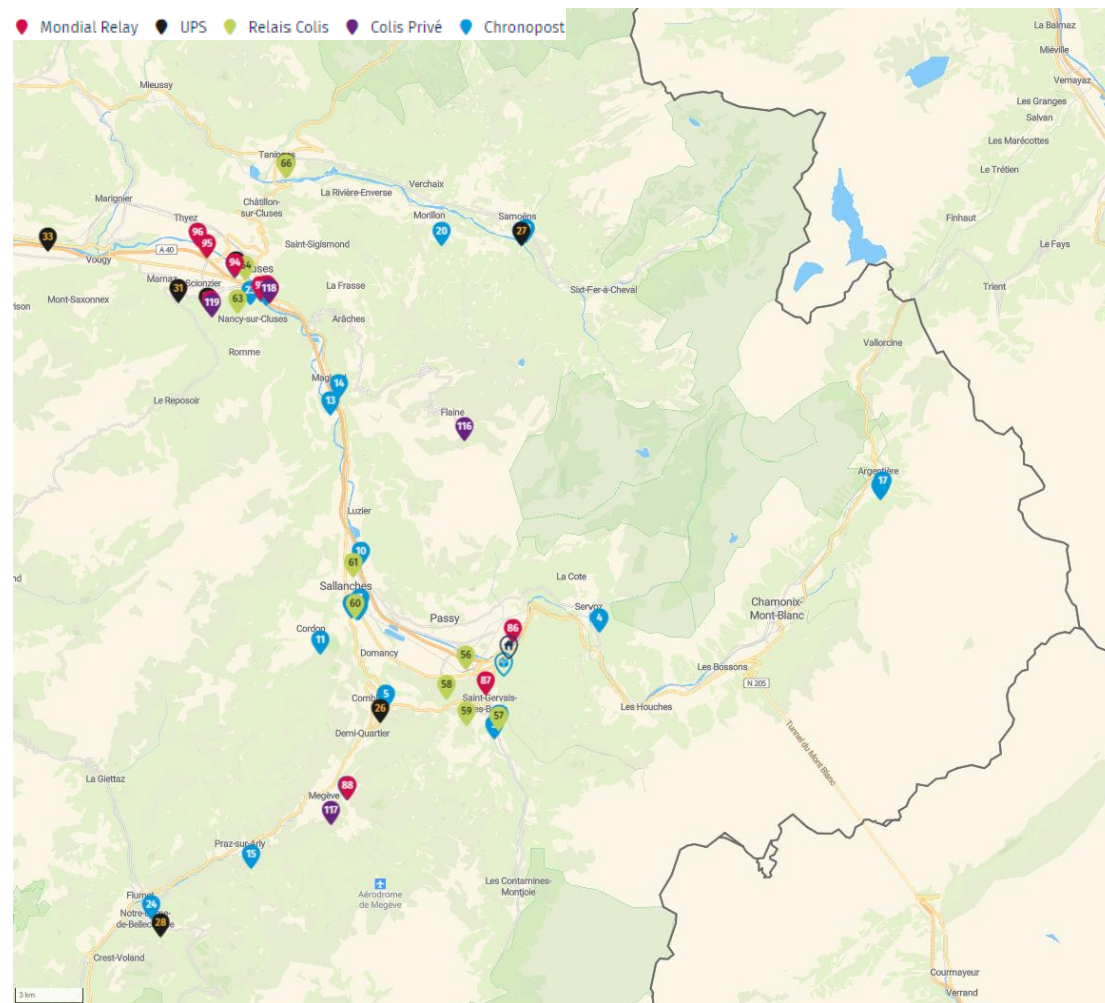 Mondial Relay UPS Relais Colis Colis Privé Chronopost
La Balmaz
Miéville
Vernayaz
Mieussy
Les Granges
Salvan
Les Marécottes
Taninges
66
Le Trétien
Verchaix
La Rivière-Enverse
Marignier
Châtillon-
sur-Cluses
Thyez
Morillon
Samoëns
Finhaut
96
95
33
20
27
A 40
Saint-Sigismond
Le Fays
Vougy
94
Marnaz
Scionzier
31
119
63
118
La Frasse
Sixt-Fer-à-Cheval
Trient
Mont-Saxonnex
Nancy-sur-Cluses
Arâches
Vallorcine
Romme
14
13
Le Reposoir
Flaine
116
Argentière
17
Luzier
10
61
La Cote
Sallanches
60
Servoz
4
Chamonix-
Mont-Blanc
Passy
Cordon
11
86
Domancy
56
Les Bossons
58
87
N 205
5
26
Saint-Gervais-
59
57
Les Houches
Demi-Quartier
Tunnel du Mont Blanc
La Giettaz
88
Megève
117
Praz-sur-Arly
15
Les Contamines-
Montjoie
Aérodrome
de Megève
Flumet
24
28
Crest-Voland
Courmayeur
Verrand
3 km